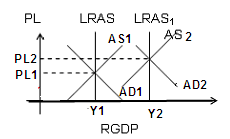 PL LRAS LRAS1
AS1 AS 2
PL2
PL1
AD1 AD2
Y1 Y2
RGDP